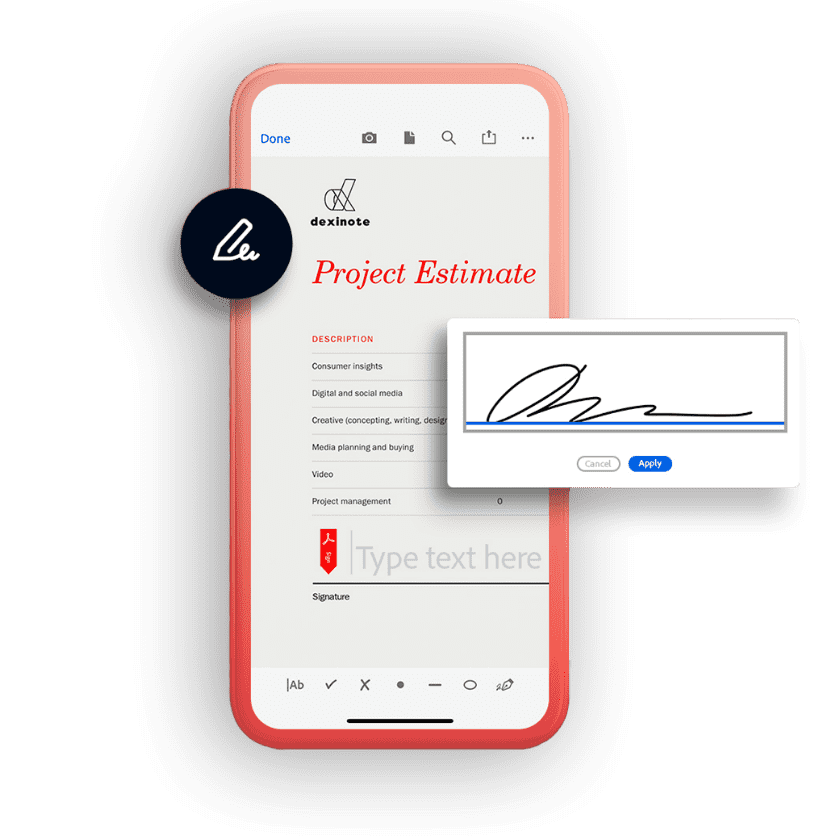 Done
dexinote
Project Estimate
DESCRIPTION
Consumer insights
Digital and social media
Creative (concepting, writing, design
Media planning and buying
Video
Project management 0
Cancel Apply
Sign
Type text here
Signature
Ab